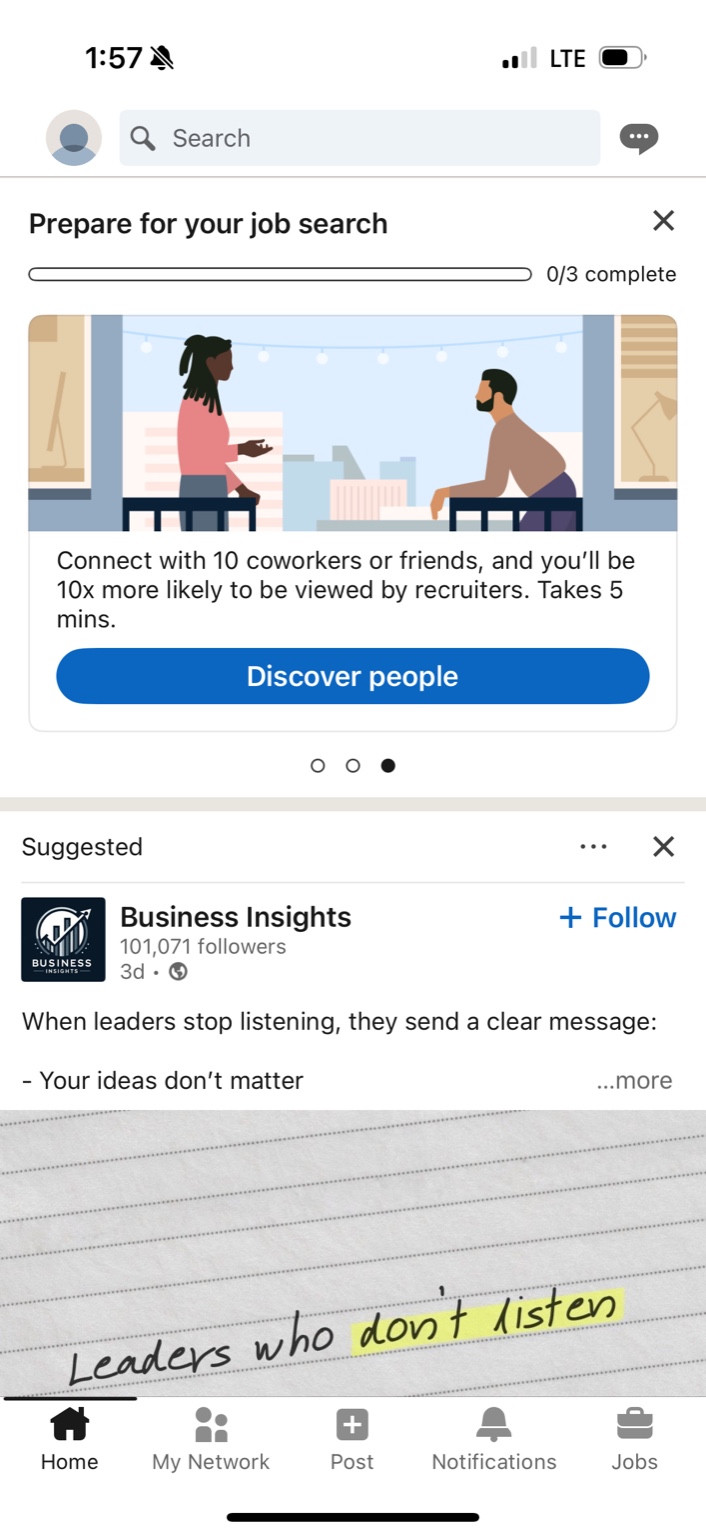 1:57
LTE
Search
Prepare for your job search
0/3 complete
Connect with 10 coworkers or friends, and you’ll be
10x more likely to be viewed by recruiters. Takes 5
mins.
Discover people
Suggested
Business Insights
+ Follow
101,071 followers
3d •
BUSINESS
INSIGHTS
When leaders stop listening, they send a clear message:
- Your ideas don’t matter
...more
Leaders who don't listen
Home
My Network
Post
Notifications
Jobs